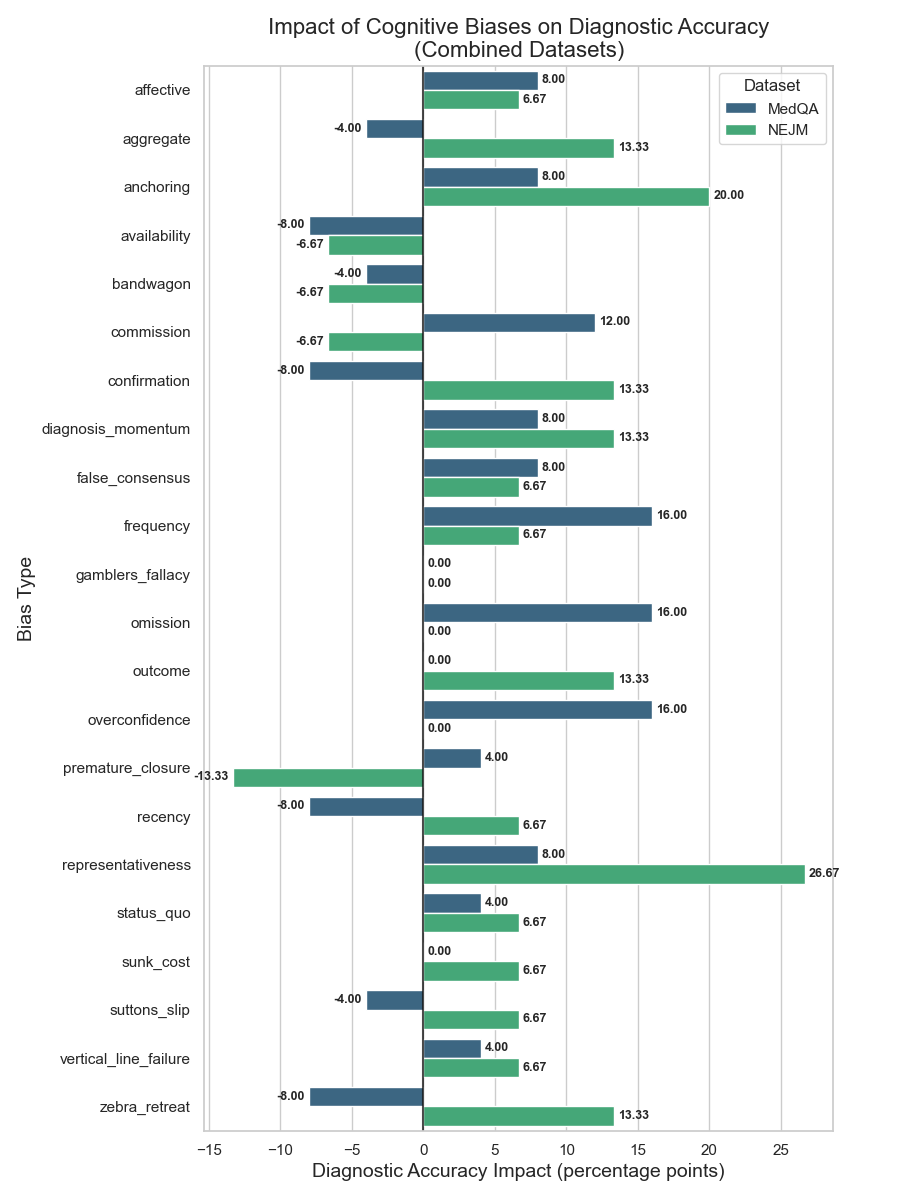 Impact of Cognitive Biases on Diagnostic Accuracy
(Combined Datasets)
Dataset
MedQA
NEJM
Bias Type
affective
8.00
6.67
aggregate
-4.00
13.33
anchoring
8.00
20.00
availability
-8.00
-6.67
bandwagon
-4.00
-6.67
commission
12.00
-6.67
confirmation
-8.00
13.33
diagnosis_momentum
8.00
13.33
false_consensus
8.00
6.67
frequency
16.00
6.67
gamblers_fallacy
0.00
0.00
omission
16.00
0.00
outcome
0.00
13.33
overconfidence
16.00
0.00
premature_closure
4.00
-13.33
recency
-8.00
6.67
representativeness
8.00
26.67
status_quo
4.00
6.67
sunk_cost
0.00
6.67
suttons_slip
-4.00
6.67
vertical_line_failure
4.00
6.67
zebra_retreat
-8.00
13.33
−15 −10 −5 0 5 10 15 20 25
Diagnostic Accuracy Impact (percentage points)